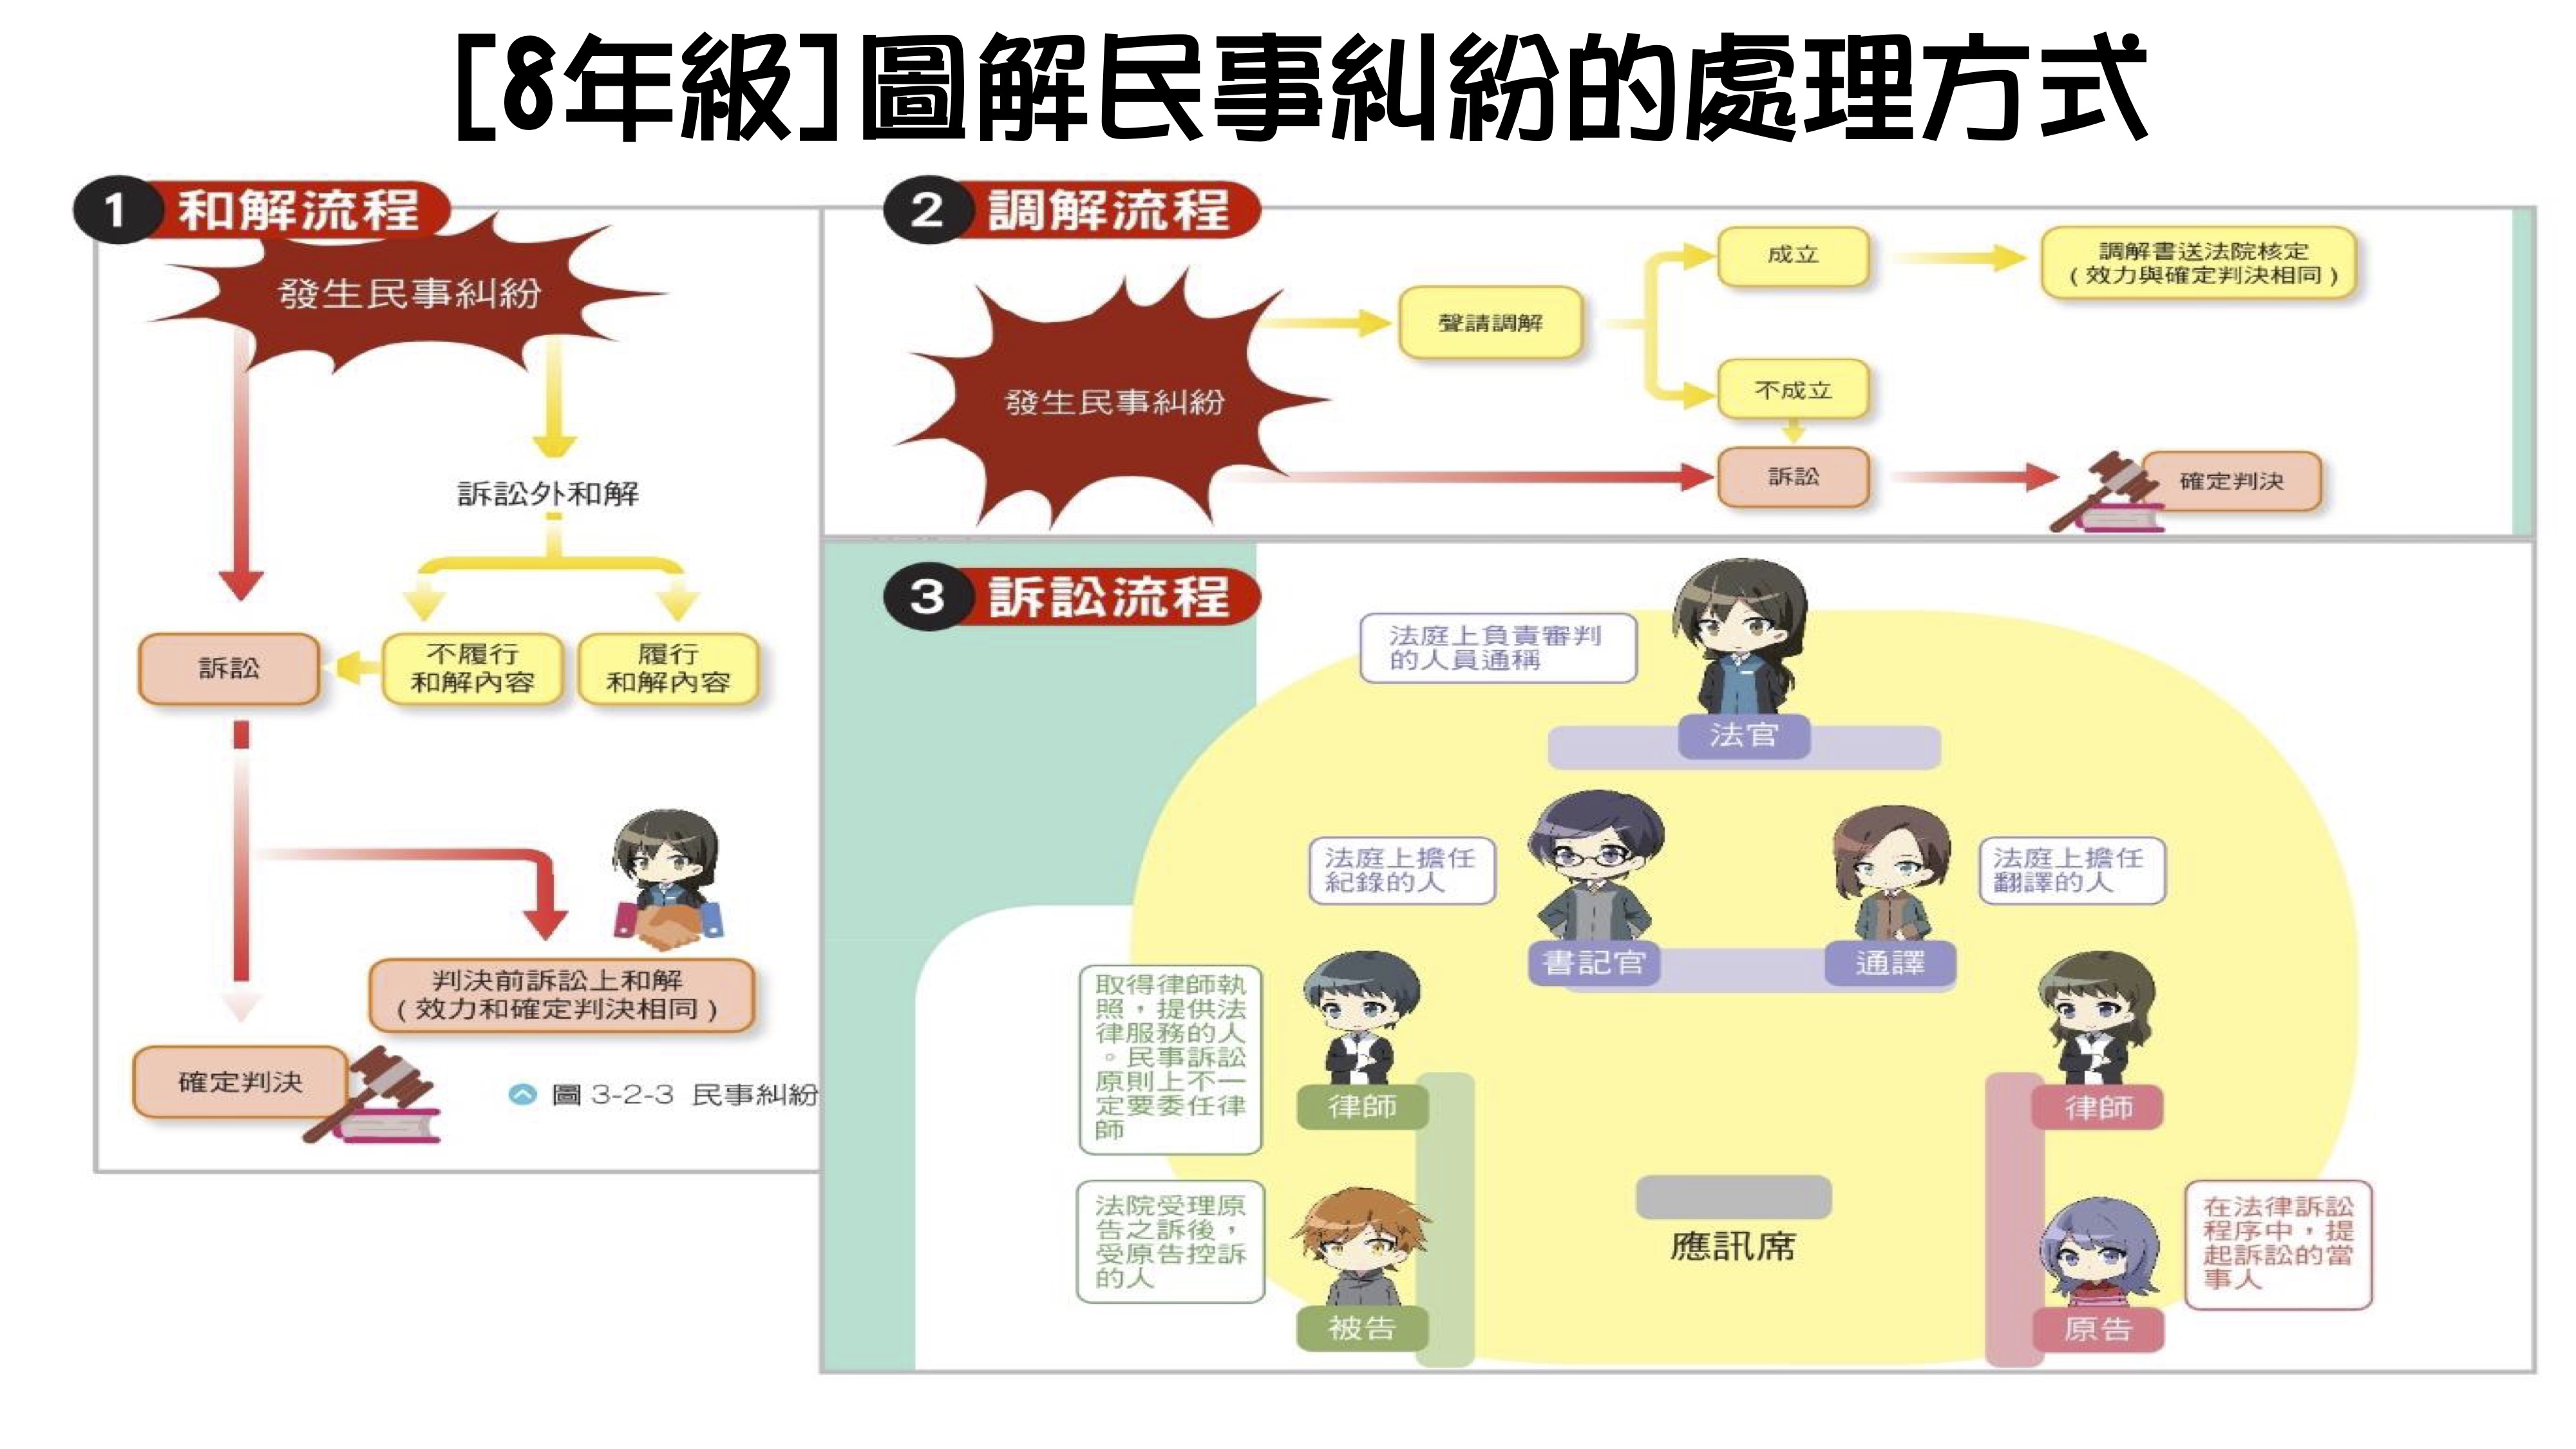 [8年級]圖解民事糾紛的處理方式
1 和解流程
發生民事糾紛
訴訟外和解
訴訟
不履行
和解內容
履行
和解內容
判決前訴訟上和解
(效力和確定判決相同)
確定判決
圖 3-2-3 民事糾紛
2 調解流程
發生民事糾紛
聲請調解
成立
調解書送法院核定
(效力與確定判決相同)
不成立
訴訟
確定判決
3 訴訟流程
法庭上負責審判
的人員通稱
法官
法庭上擔任
紀錄的人
書記官
通譯
法庭上擔任
翻譯的人
取得律師執
照，提供法
律服務的人
。民事訴訟
原則上不一
定要委任律
師
律師
律師
法院受理原
告之訴後，
受原告控訴
的人
被告
應訊席
原告
在法律訴訟
程序中，提
起訴訟的當
事人